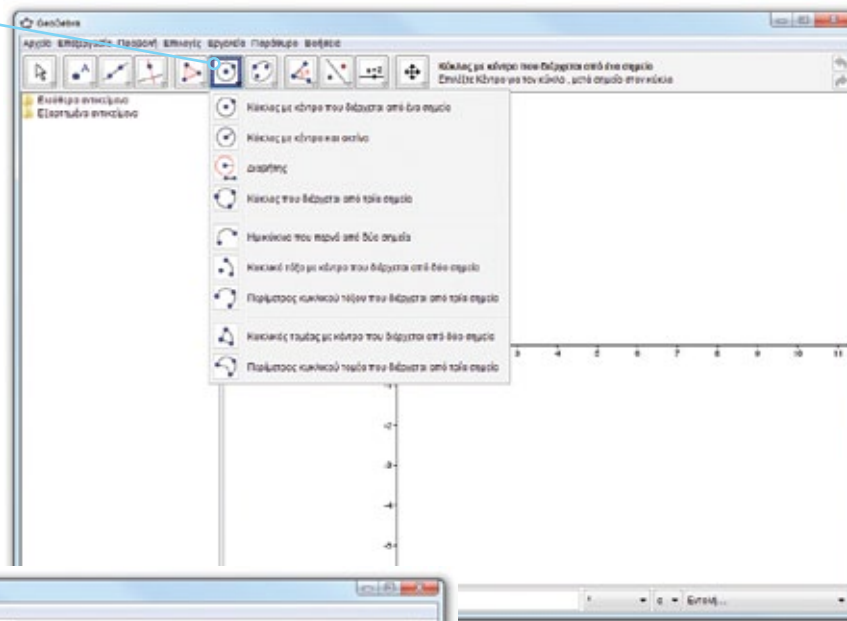 GeoGebra
Αρχείο Επεξεργασία Προβολή Επιλογές Εργαλεία Παράθυρο Βοήθεια
Κύκλος με κέντρο που διέρχεται από ένα σημείο
Επιλέξτε Κέντρο για τον κύκλο , μετά σημείο στον κύκλο
Ελεύθερα αντικείμενα
Εξαρτημένα αντικείμενα
Κύκλος με κέντρο που διέρχεται από ένα σημείο
Κύκλος με κέντρο και ακτίνα
Διαβήτης
Κύκλος που διέρχεται από τρία σημεία
Ημικύκλιο που περνά από δύο σημεία
Κυκλικό τόξο με κέντρο που διέρχεται από δύο σημεία
Περίμετρος κυκλικού τόξου που διέρχεται από τρία σημεία
Κυκλικός τομέας με κέντρο που διέρχεται από δύο σημεία
Περίμετρος κυκλικού τομέα που διέρχεται από τρία σημεία
3 4 5 6 7 8 9 10 11
-1
-2
-3
-4
-5
α Εντολή...